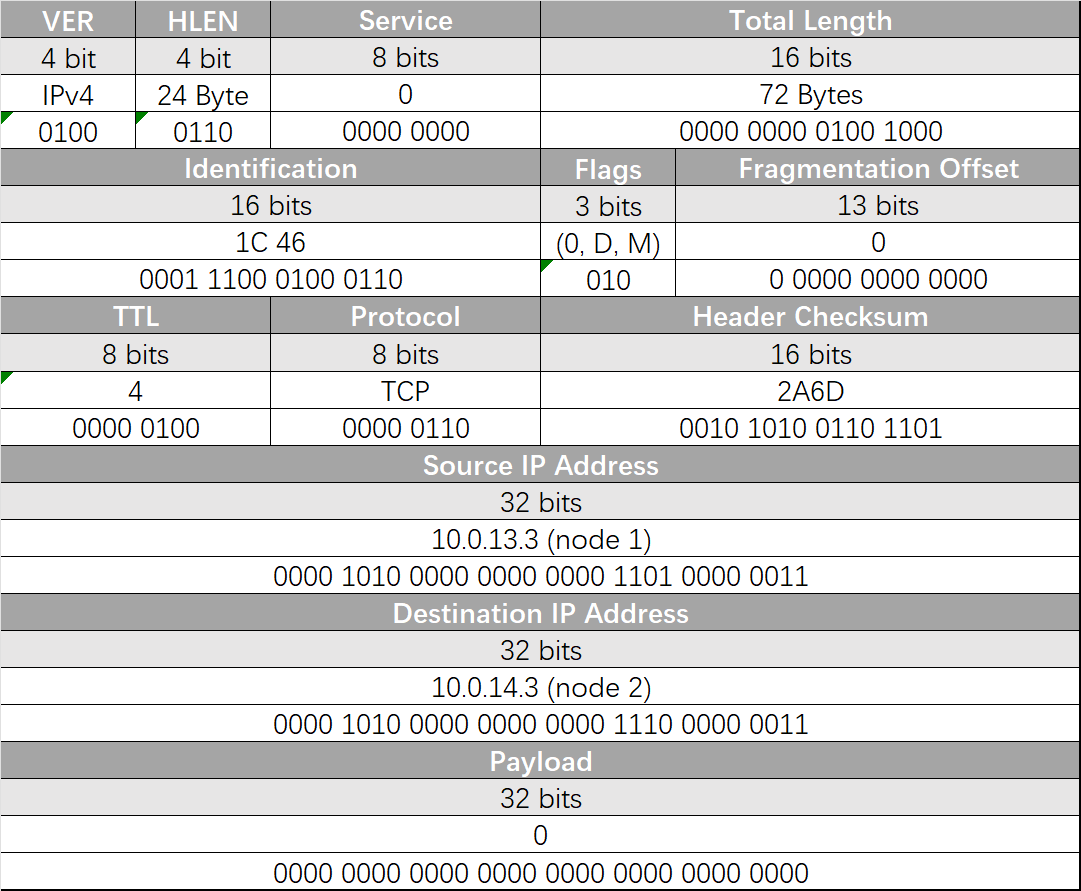 VER HLEN Service Total Length
4 bit 4 bit 8 bits 16 bits
IPv4 24 Byte 0 72 Bytes
0100 0110 0000 0000 0000 0000 0100 1000
Identification Flags Fragmentation Offset
16 bits 3 bits 13 bits
1C 46 (0, D, M) 0
0001 1100 0100 0110 010 0 0000 0000 0000
TTL Protocol Header Checksum
8 bits 8 bits 16 bits
4 TCP 2A6D
0000 0100 0000 0110 0010 1010 0110 1101
Source IP Address
32 bits
10.0.13.3 (node 1)
0000 1010 0000 0000 0000 1101 0000 0011
Destination IP Address
32 bits
10.0.14.3 (node 2)
0000 1010 0000 0000 0000 1110 0000 0011
Payload
32 bits
0
0000 0000 0000 0000 0000 0000 0000 0000